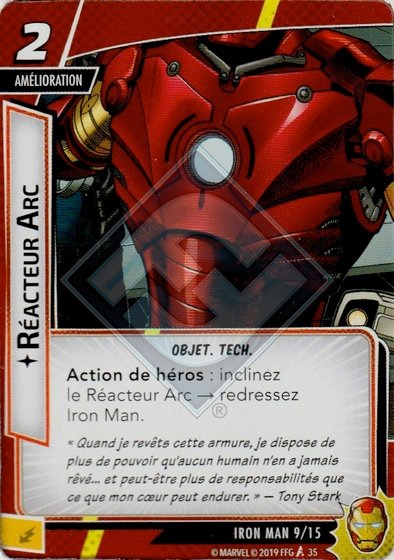 2
AMÉLIORATION
RÉACTEUR ARC
OBJET. TECH.
Action de héros : inclinez
le Réacteur Arc → redressez
Iron Man.
®
« Quand je revêts cette armure, je dispose de
plus de pouvoir qu'aucun humain n'en a jamais
rêvé... et peut-être plus de responsabilités que
ce que mon cœur peut endurer. » — Tony Stark
IRON MAN 9/15
© MARVEL © 2019 FFG 35